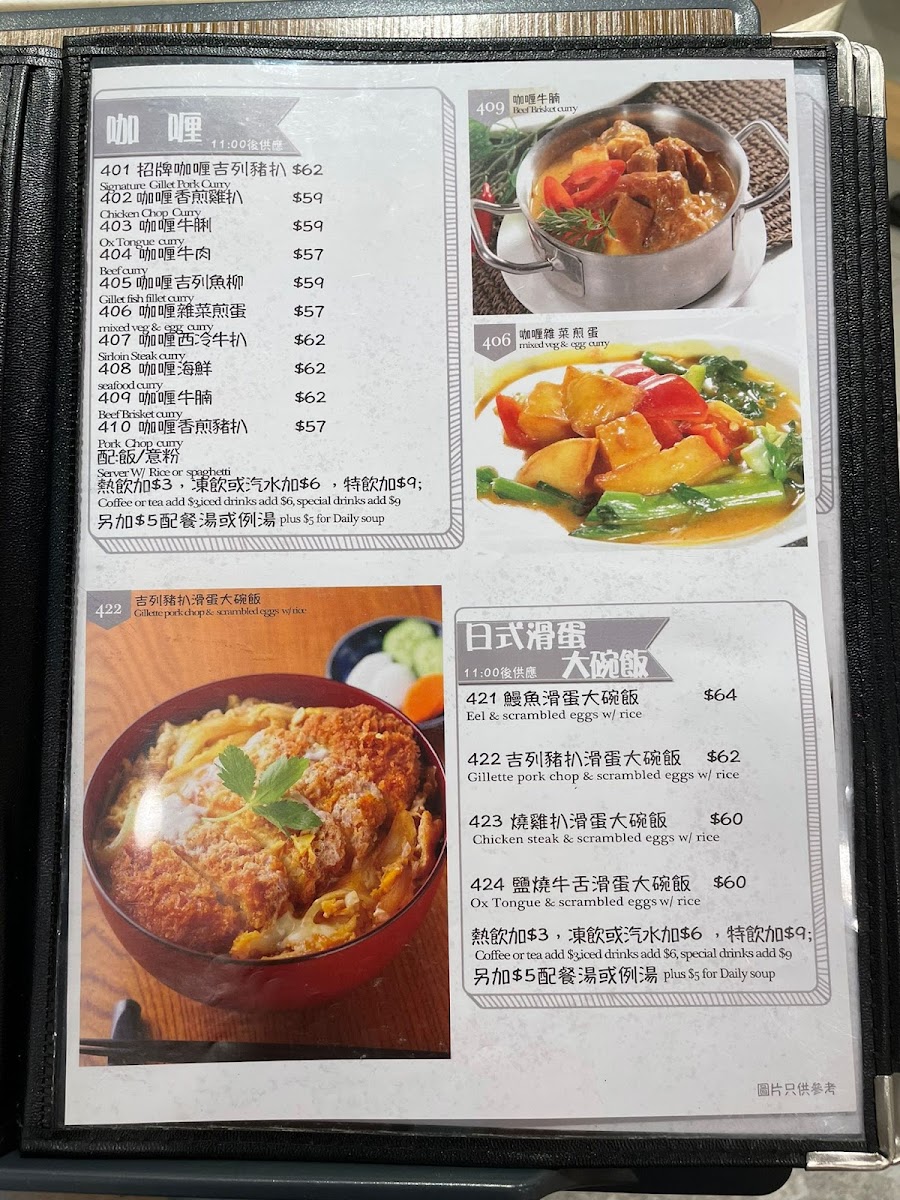 咖喱
11:00後供應
401 招牌咖喱吉列豬扒 $62
Signature Gillet Pork Curry
402 咖喱香煎雞扒 $59
Chicken Chop Curry
403 咖喱牛脷 $59
Ox Tongue curry
404 咖喱牛肉 $57
Beef curry
405 咖喱吉列魚柳 $59
Gillet fish fillet curry
406 咖喱雜菜煎蛋 $57
mixed veg & egg curry
407 咖喱西冷牛扒 $62
Sirloin Steak curry
408 咖喱海鮮 $62
seafood curry
409 咖喱牛腩 $62
Beef Brisket curry
410 咖喱香煎豬扒 $57
Pork Chop curry
配:飯/意粉
Server W/ Rice or spaghetti
熱飲加$3，凍飲或汽水加$6 ，特飲加$9;
Coffee or tea add $3,iced drinks add $6, special drinks add $9
另加$5配餐湯或例湯 plus $5 for Daily soup
409 咖喱牛腩
Beef Brisket curry
406 咖喱雜菜煎蛋
mixed veg & egg curry
422 吉列豬扒滑蛋大碗飯
Gillette pork chop & scrambled eggs w/ rice
日式滑蛋
大碗飯
11:00後供應
421 鰻魚滑蛋大碗飯 $64
Eel & scrambled eggs w/ rice
422 吉列豬扒滑蛋大碗飯 $62
Gillette pork chop & scrambled eggs w/ rice
423 燒雞扒滑蛋大碗飯 $60
Chicken steak & scrambled eggs w/ rice
424 鹽燒牛舌滑蛋大碗飯 $60
Ox Tongue & scrambled eggs w/ rice
熱飲加$3，凍飲或汽水加$6 ，特飲加$9;
Coffee or tea add $3,iced drinks add $6, special drinks add $9
另加$5配餐湯或例湯 plus $5 for Daily soup
圖片只供參考